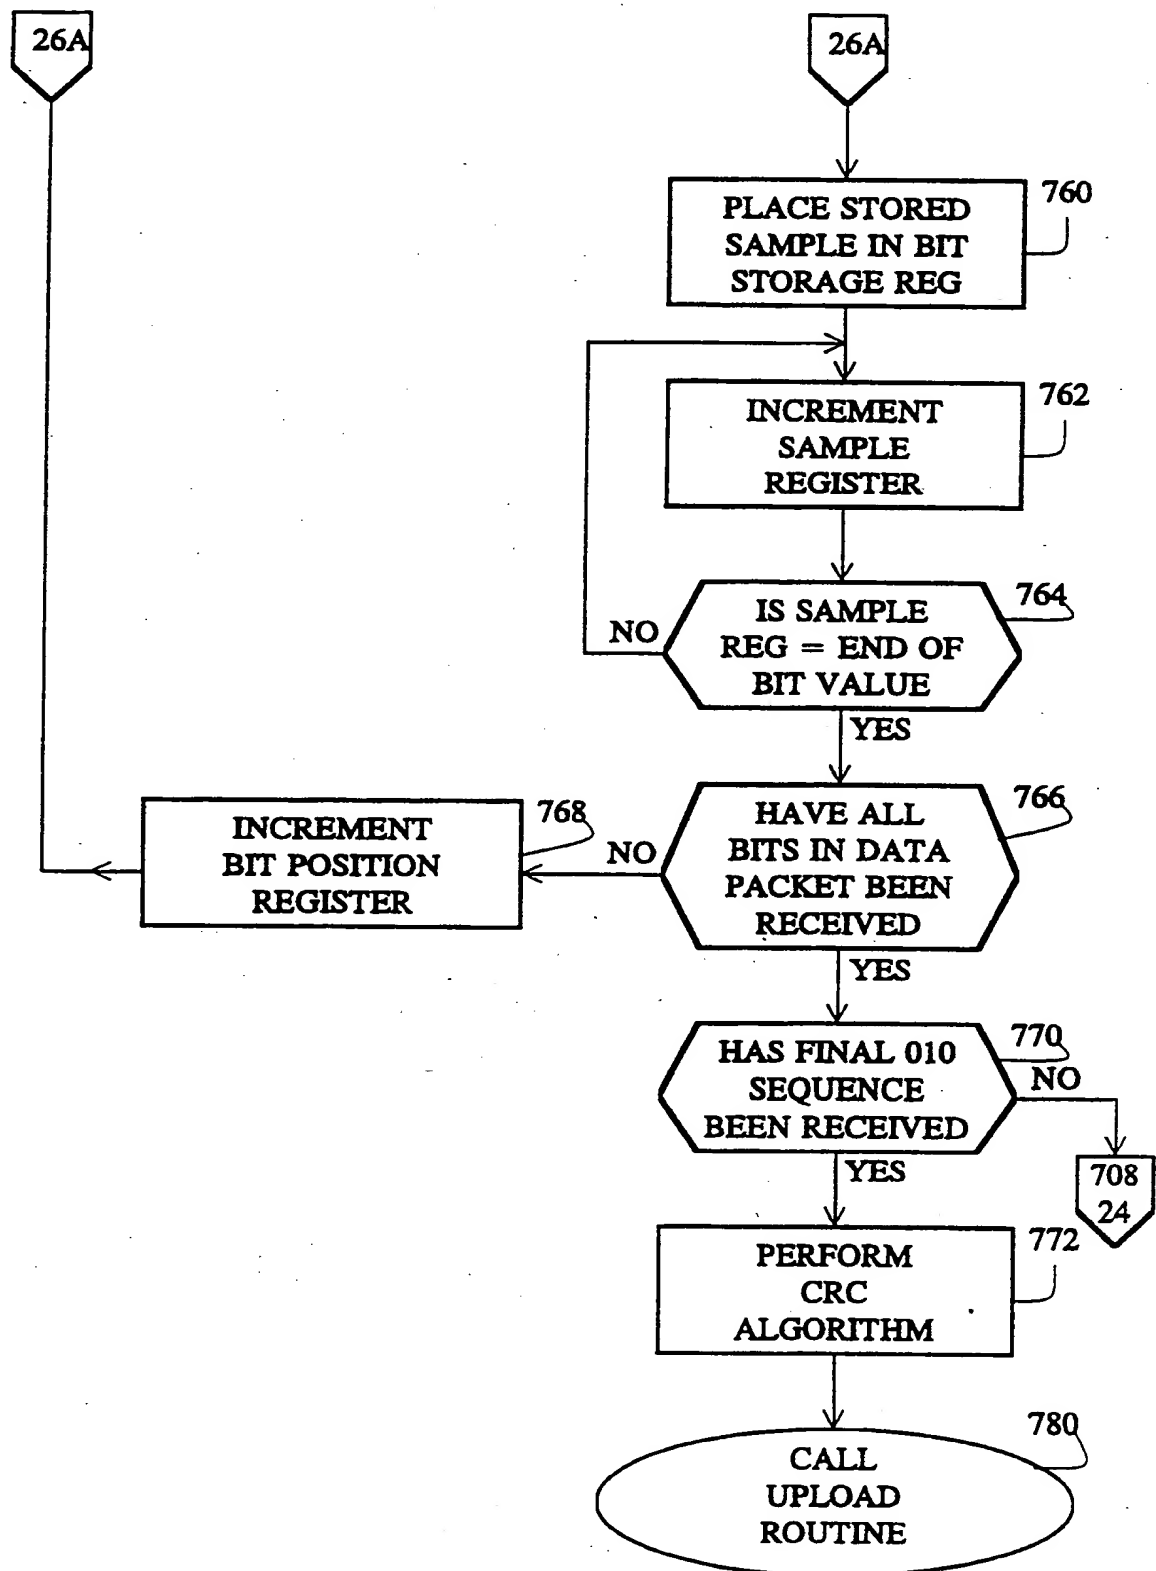 26A
26A
760
PLACE STORED
SAMPLE IN BIT
STORAGE REG
762
INCREMENT
SAMPLE
REGISTER
764
IS SAMPLE
REG = END OF
BIT VALUE
NO
YES
766
HAVE ALL
BITS IN DATA
PACKET BEEN
RECEIVED
NO
768
INCREMENT
BIT POSITION
REGISTER
YES
770
HAS FINAL 010
SEQUENCE
BEEN RECEIVED
NO
708
24
YES
772
PERFORM
CRC
ALGORITHM
780
CALL
UPLOAD
ROUTINE